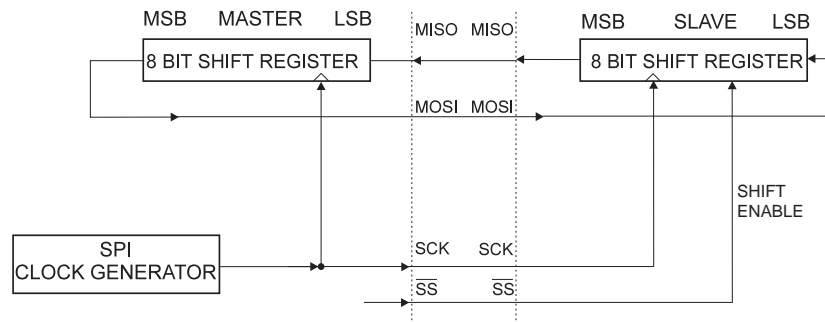 MSB MASTER LSB
MISO MISO
MSB SLAVE LSB
8 BIT SHIFT REGISTER
8 BIT SHIFT REGISTER
MOSI MOSI
SHIFT
ENABLE
SPI
CLOCK GENERATOR
SCK SCK
SS SS